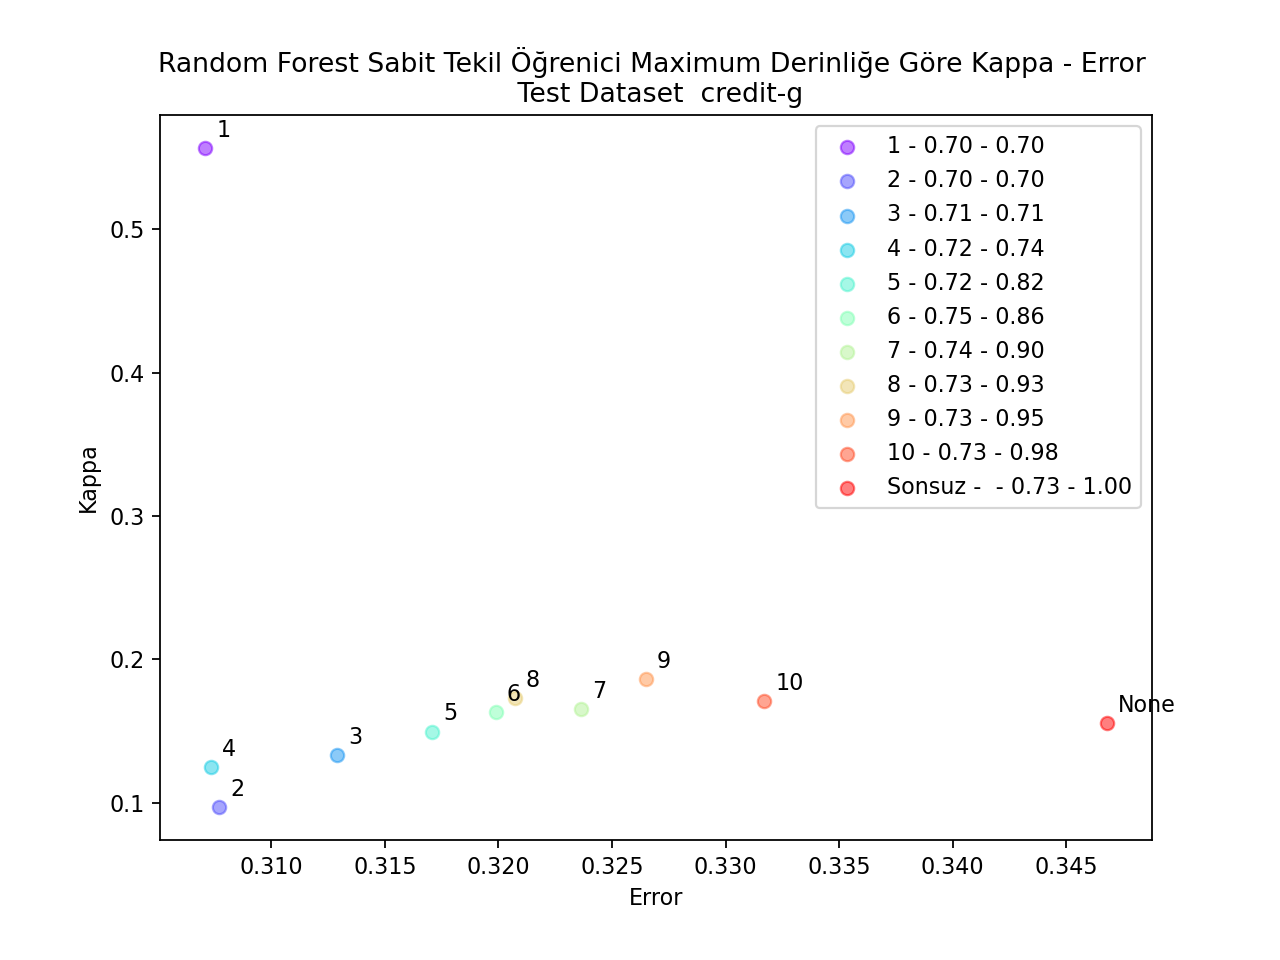 Random Forest Sabit Tekil Öğrenici Maximum Derinliğe Göre Kappa - Error
Test Dataset  credit-g
1
1 - 0.70 - 0.70
2 - 0.70 - 0.70
3 - 0.71 - 0.71
4 - 0.72 - 0.74
5 - 0.72 - 0.82
6 - 0.75 - 0.86
7 - 0.74 - 0.90
8 - 0.73 - 0.93
9 - 0.73 - 0.95
10 - 0.73 - 0.98
Sonsuz -  - 0.73 - 1.00
0.5
0.4
0.3
0.2
0.1
Kappa
9
8
10
6
7
None
5
3
4
2
0.310 0.315 0.320 0.325 0.330 0.335 0.340 0.345
Error